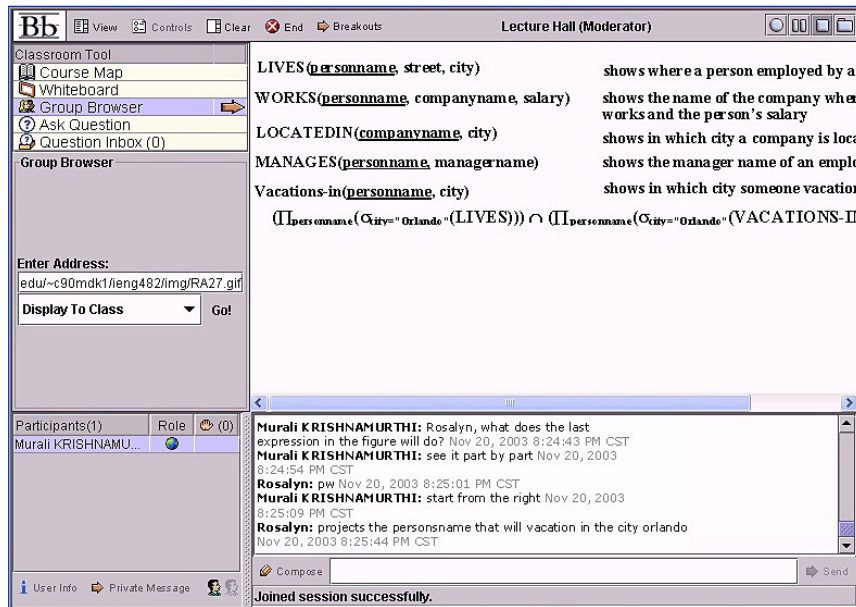 Bb View Controls Clear End Breakouts Lecture Hall (Moderator)
Classroom Tool
Course Map
Whiteboard
Group Browser
Ask Question
Question Inbox (0)
Group Browser
Enter Address:
edu/~c90mdk1/ieng482/img/RA27.gif
Display To Class Go!
LIVES(personname, street, city) shows where a person employed by a
WORKS(personname, companyname, salary) shows the name of the company
works and the person's salary
LOCATEDIN(companyname, city) shows in which city a company is
MANAGES(personname, managername) shows the manager name of an
Vacations-in(personname, city) shows in which city someone
(∏personname(σcity="Orlando"(LIVES))) ∩ (∏personname(σcity="Orlando"(VACATIONS-I
Participants(1) Role (0)
Murali KRISHNAMU...
User Info Private Message
Murali KRISHNAMURTHI: Rosalyn, what does the last
expression in the figure will do? Nov 20, 2003 8:24:43 PM CST
Murali KRISHNAMURTHI: see it part by part Nov 20, 2003
8:24:54 PM CST
Rosalyn: pw Nov 20, 2003 8:25:01 PM CST
Murali KRISHNAMURTHI: start from the right Nov 20, 2003
8:25:09 PM CST
Rosalyn: projects the personsname that will vacation in the city orlando
Nov 20, 2003 8:25:44 PM CST
Compose Send
Joined session successfully.